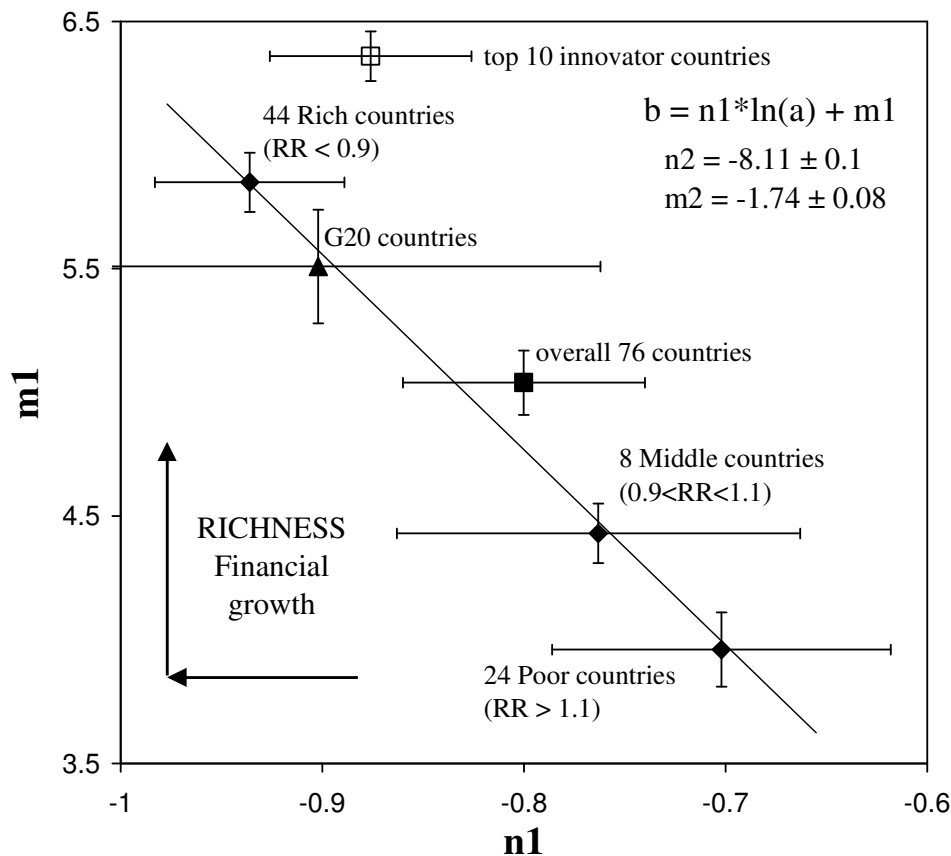 6.5
top 10 innovator countries
44 Rich countries
(RR < 0.9)
b = n1*ln(a) + m1
n2 = -8.11 ± 0.1
m2 = -1.74 ± 0.08
G20 countries
5.5
overall 76 countries
m1
8 Middle countries
(0.9<RR<1.1)
4.5
RICHNESS
Financial
growth
24 Poor countries
(RR > 1.1)
3.5
-1 -0.9 -0.8 -0.7 -0.6
n1